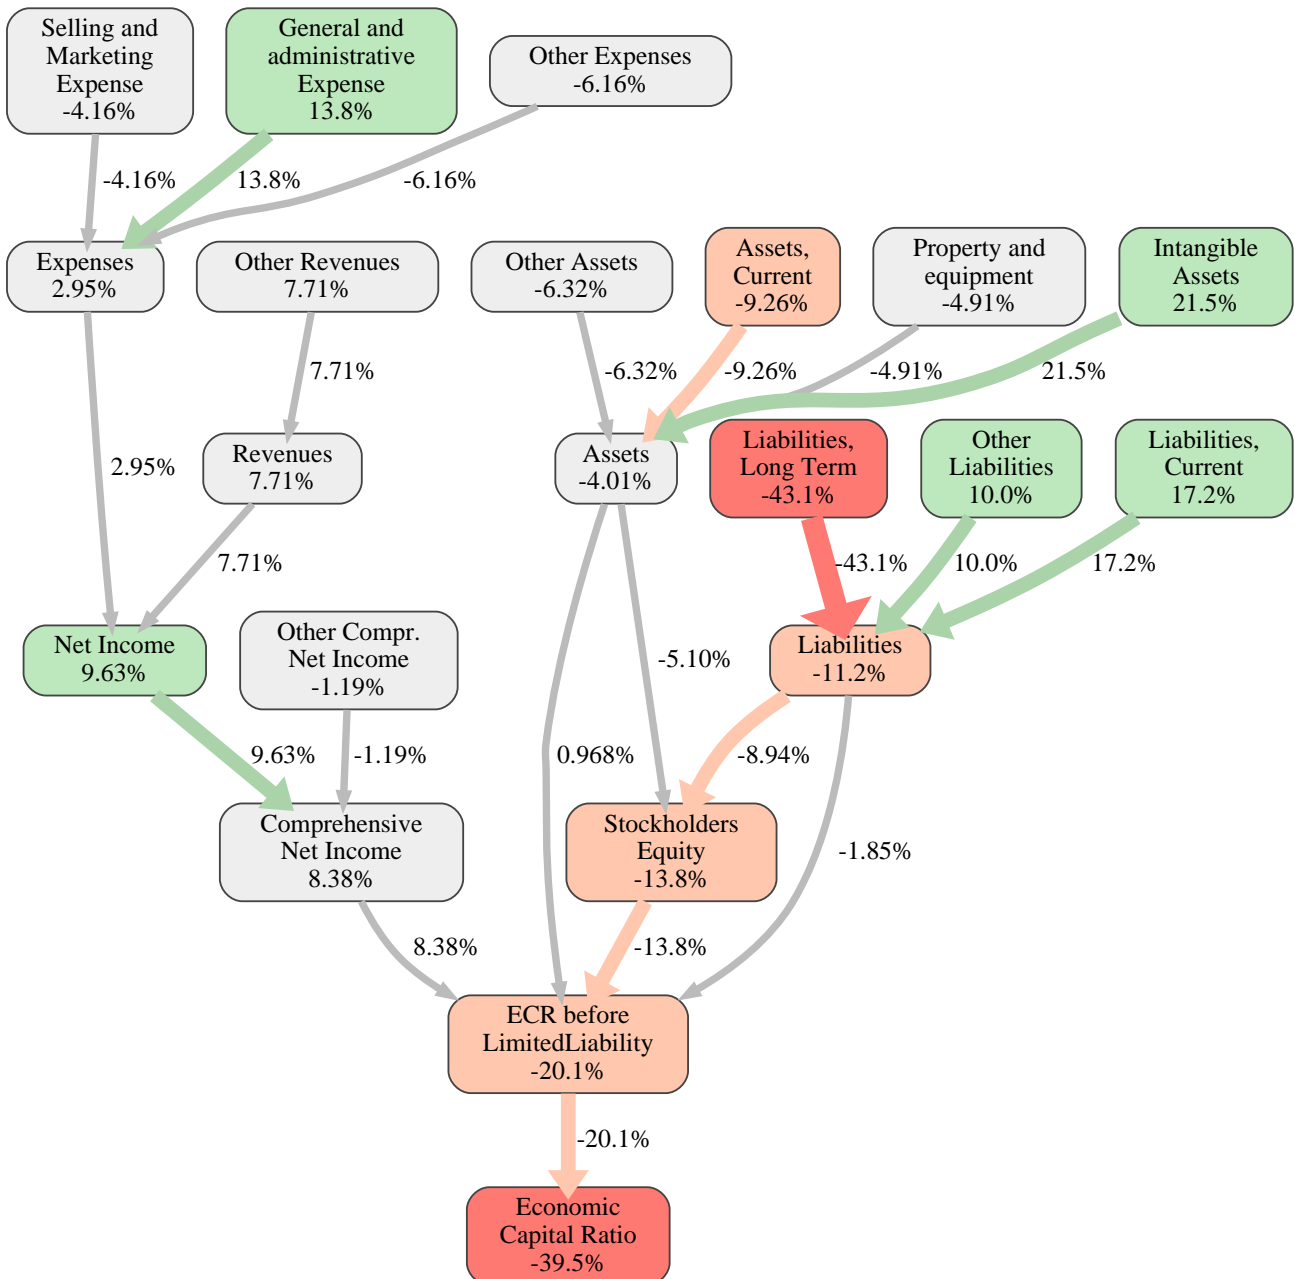 Selling and
Marketing
Expense
-4.16%
General and
administrative
Expense
13.8%
Other Expenses
-6.16%
-4.16%
13.8%
-6.16%
Expenses
2.95%
Other Revenues
7.71%
Other Assets
-6.32%
Assets,
Current
-9.26%
Property and
equipment
-4.91%
Intangible
Assets
21.5%
7.71%
-6.32%
-9.26%
-4.91%
21.5%
2.95%
Revenues
7.71%
Assets
-4.01%
Liabilities,
Long Term
-43.1%
Other
Liabilities
10.0%
Liabilities,
Current
17.2%
7.71%
-43.1%
10.0%
17.2%
Net Income
9.63%
Other Compr.
Net Income
-1.19%
-5.10%
Liabilities
-11.2%
9.63%
-1.19%
0.968%
-8.94%
Comprehensive
Net Income
8.38%
Stockholders
Equity
-13.8%
-1.85%
8.38%
-13.8%
ECR before
LimitedLiability
-20.1%
-20.1%
Economic
Capital Ratio
-39.5%